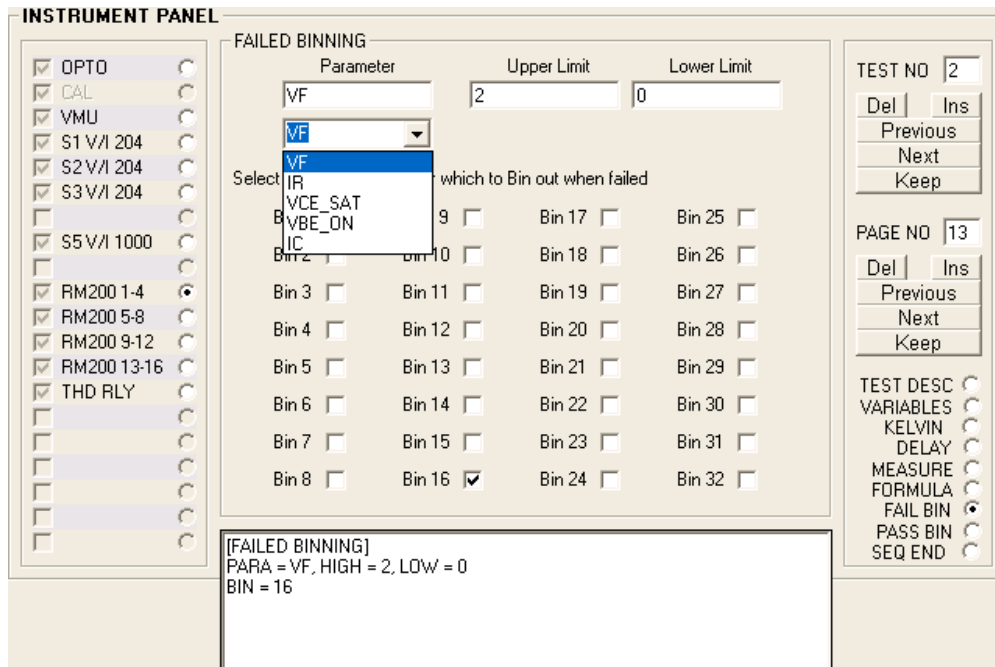 INSTRUMENT PANEL
OPTO
CAL
VMU
S1 V/I 204
S2 V/I 204
S3 V/I 204
S5 V/I 1000
RM200 1-4
RM200 5-8
RM200 9-12
RM200 13-16
THD RLY
FAILED BINNING
Parameter Upper Limit Lower Limit
VF 2 0
VF
VF
IR
VCE_SAT
VBE_ON
IC
Select which to Bin out when failed
9 Bin 17 Bin 25
Bin 2 10 Bin 18 Bin 26
Bin 3 Bin 11 Bin 19 Bin 27
Bin 4 Bin 12 Bin 20 Bin 28
Bin 5 Bin 13 Bin 21 Bin 29
Bin 6 Bin 14 Bin 22 Bin 30
Bin 7 Bin 15 Bin 23 Bin 31
Bin 8 Bin 16 Bin 24 Bin 32
[FAILED BINNING]
PARA = VF, HIGH = 2, LOW = 0
BIN = 16
TEST NO 2
Del Ins
Previous
Next
Keep
PAGE NO 13
Del Ins
Previous
Next
Keep
TEST DESC
VARIABLES
KELVIN
DELAY
MEASURE
FORMULA
FAIL BIN
PASS BIN
SEQ END